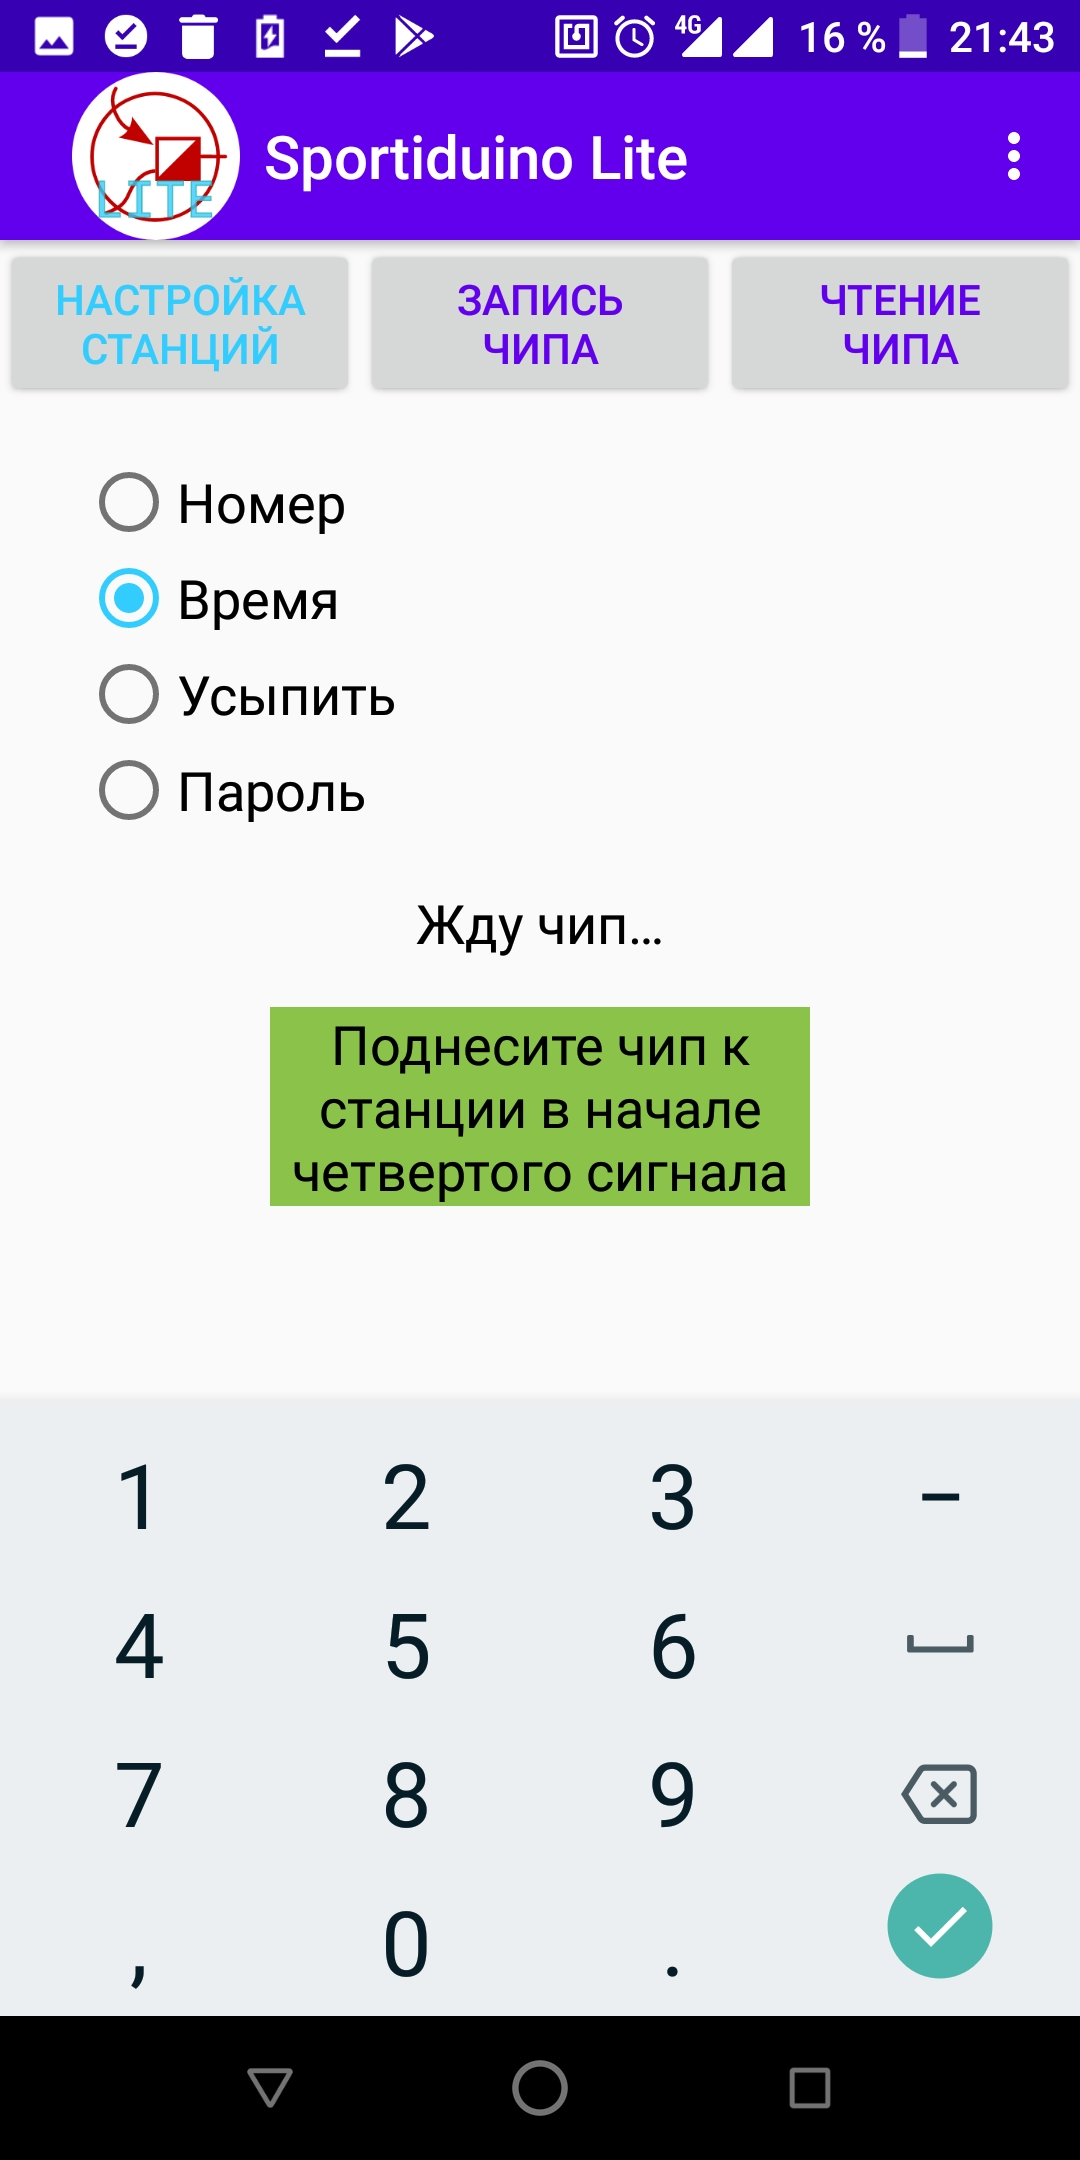 4G 16 % 21:43
LITE
Sportiduino Lite
НАСТРОЙКА
СТАНЦИЙ
ЗАПИСЬ
ЧИПА
ЧТЕНИЕ
ЧИПА
Номер
Время
Усыпить
Пароль
Жду чип...
Поднесите чип к
станции в начале
четвертого сигнала
1 2 3 –
4 5 6
7 8 9
, 0 .